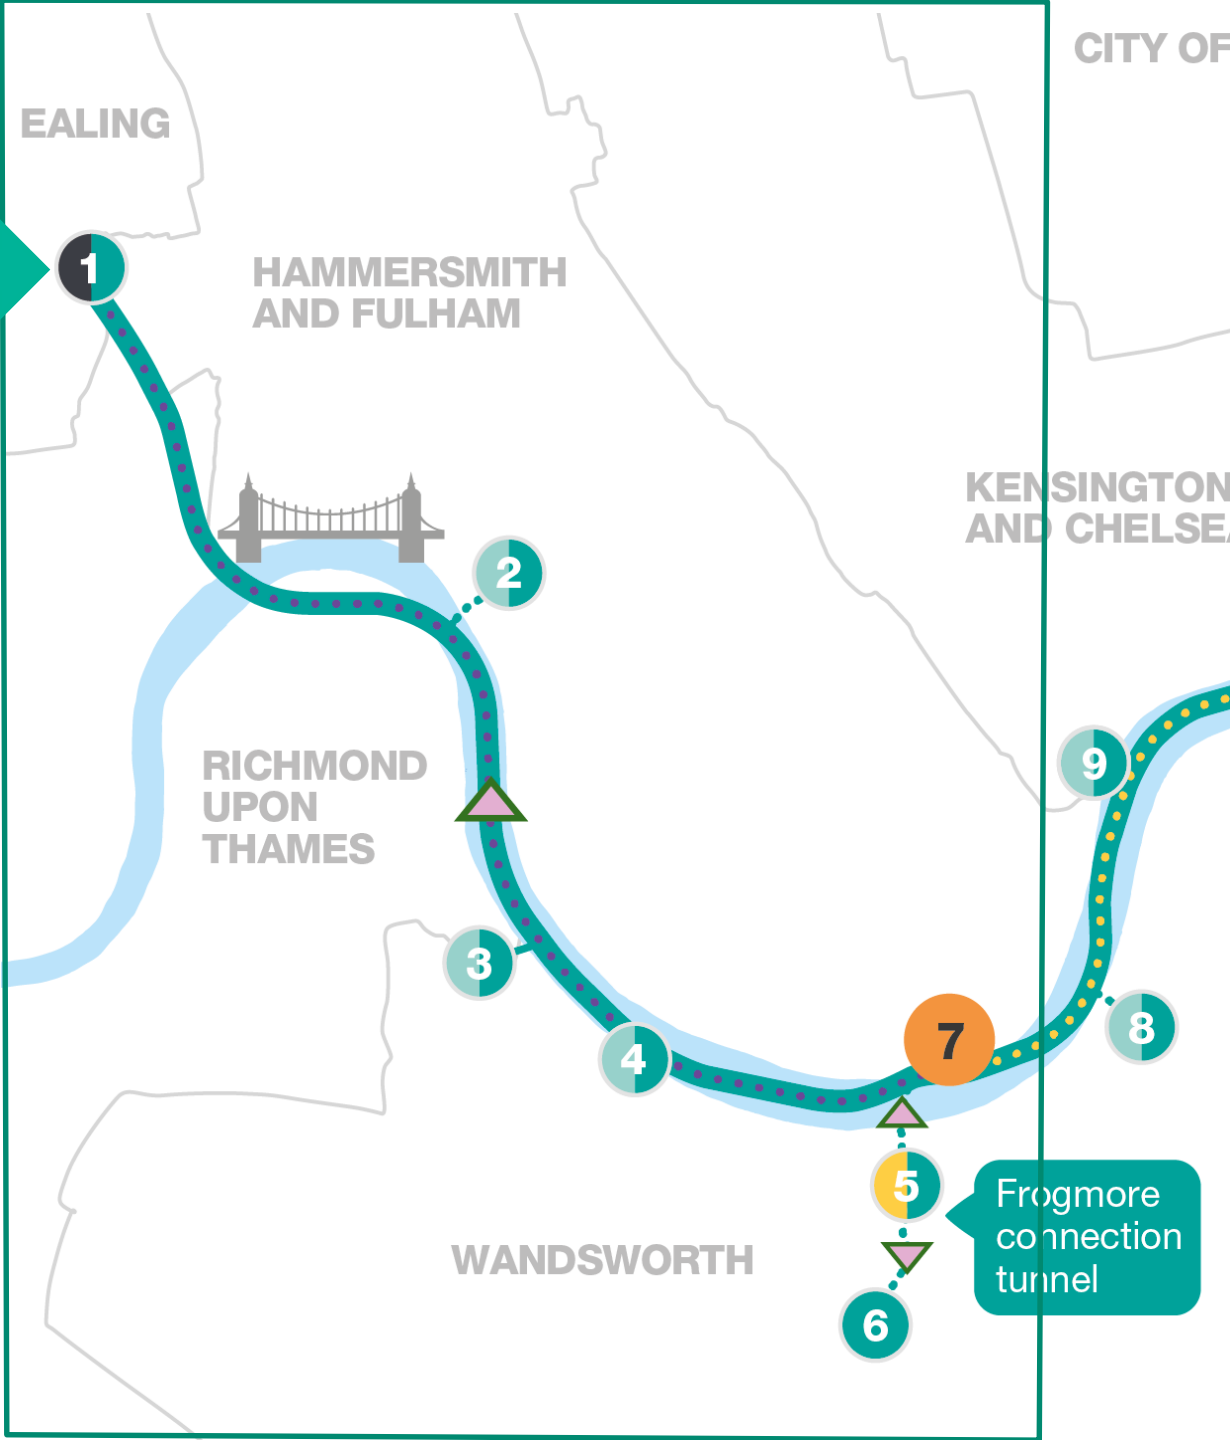 CITY OF
EALING
1
HAMMERSMITH
AND FULHAM
KENSINGTON
AND CHELSEA
2
RICHMOND
UPON
THAMES
9
3
4
7
8
5
Frogmore
connection
tunnel
WANDSWORTH
6